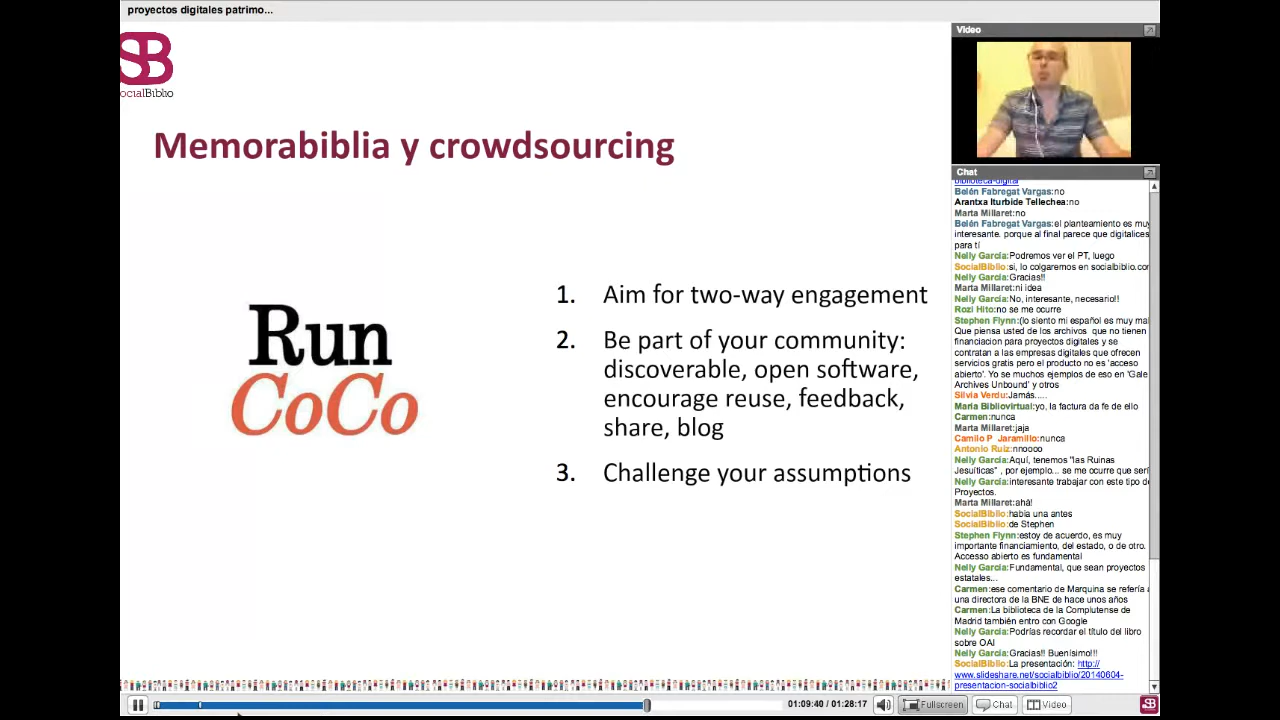 proyectos digitales patrimo...
SB
ocialBiblio
Memorabiblia y crowdsourcing
Run
CoCo
1. Aim for two-way engagement
2. Be part of your community:
discoverable, open software,
encourage reuse, feedback,
share, blog
3. Challenge your assumptions
Video
Chat
biblioteca-digital
Belén Fabregat Vargas:no
Arantxa Iturbide Tellechea:no
Marta Millaret:no
Belén Fabregat Vargas:el planteamiento es muy
interesante. porque al final parece que digitalices
para tí
Nelly García:Podremos ver el PT, luego
SocialBiblio:si, lo colgaremos en socialbiblio.com
Nelly García:Gracias!!
Marta Millaret:ni idea
Nelly García:No, interesante, necesario!!
Rozi Hito:no se me ocurre
Stephen Flynn:(lo siento mi español es muy mal
Que piensa usted de los archivos que no tienen
financiacion para proyectos digitales y se
contratan a las empresas digitales que ofrecen
servicios gratis pero el producto no es 'acceso
abierto'. Yo se muchos ejemplos de eso en 'Gale
Archives Unbound' y otros
Silvia Verdu:Jamás.....
María Bibliovirtual:yo, la factura da fe de ello
Carmen:nunca
Marta Millaret:jaja
Camilo P Jaramillo:nunca
Antonio Ruiz:nnoooo
Nelly García:Aquí, tenemos "las Ruinas
Jesuíticas" , por ejemplo... se me ocurre que serí
Nelly García:interesante trabajar con este tipo de
Proyectos.
Marta Millaret:ahà!
SocialBiblio:habia una antes
SocialBiblio:de Stephen
Stephen Flynn:estoy de acuerdo, es muy
importante financiamiento, del estado, o de otro.
Accesso abierto es fundamental
Nelly García:Fundamental, que sean proyectos
estatales...
Carmen:ese comentario de Marquina se refería a
una directora de la BNE de hace unos años
Carmen:La biblioteca de la Complutense de
Madrid también entro con Google
Nelly García:Podrías recordar el título del libro
sobre OAI
Nelly García:Gracias!! Buenísimo!!!
SocialBiblio:La presentación: http://
www.slideshare.net/socialbiblio/20140604-
presentacion-socialbiblio2
01:09:40 / 01:28:17
Fullscreen
Chat
Video
SB